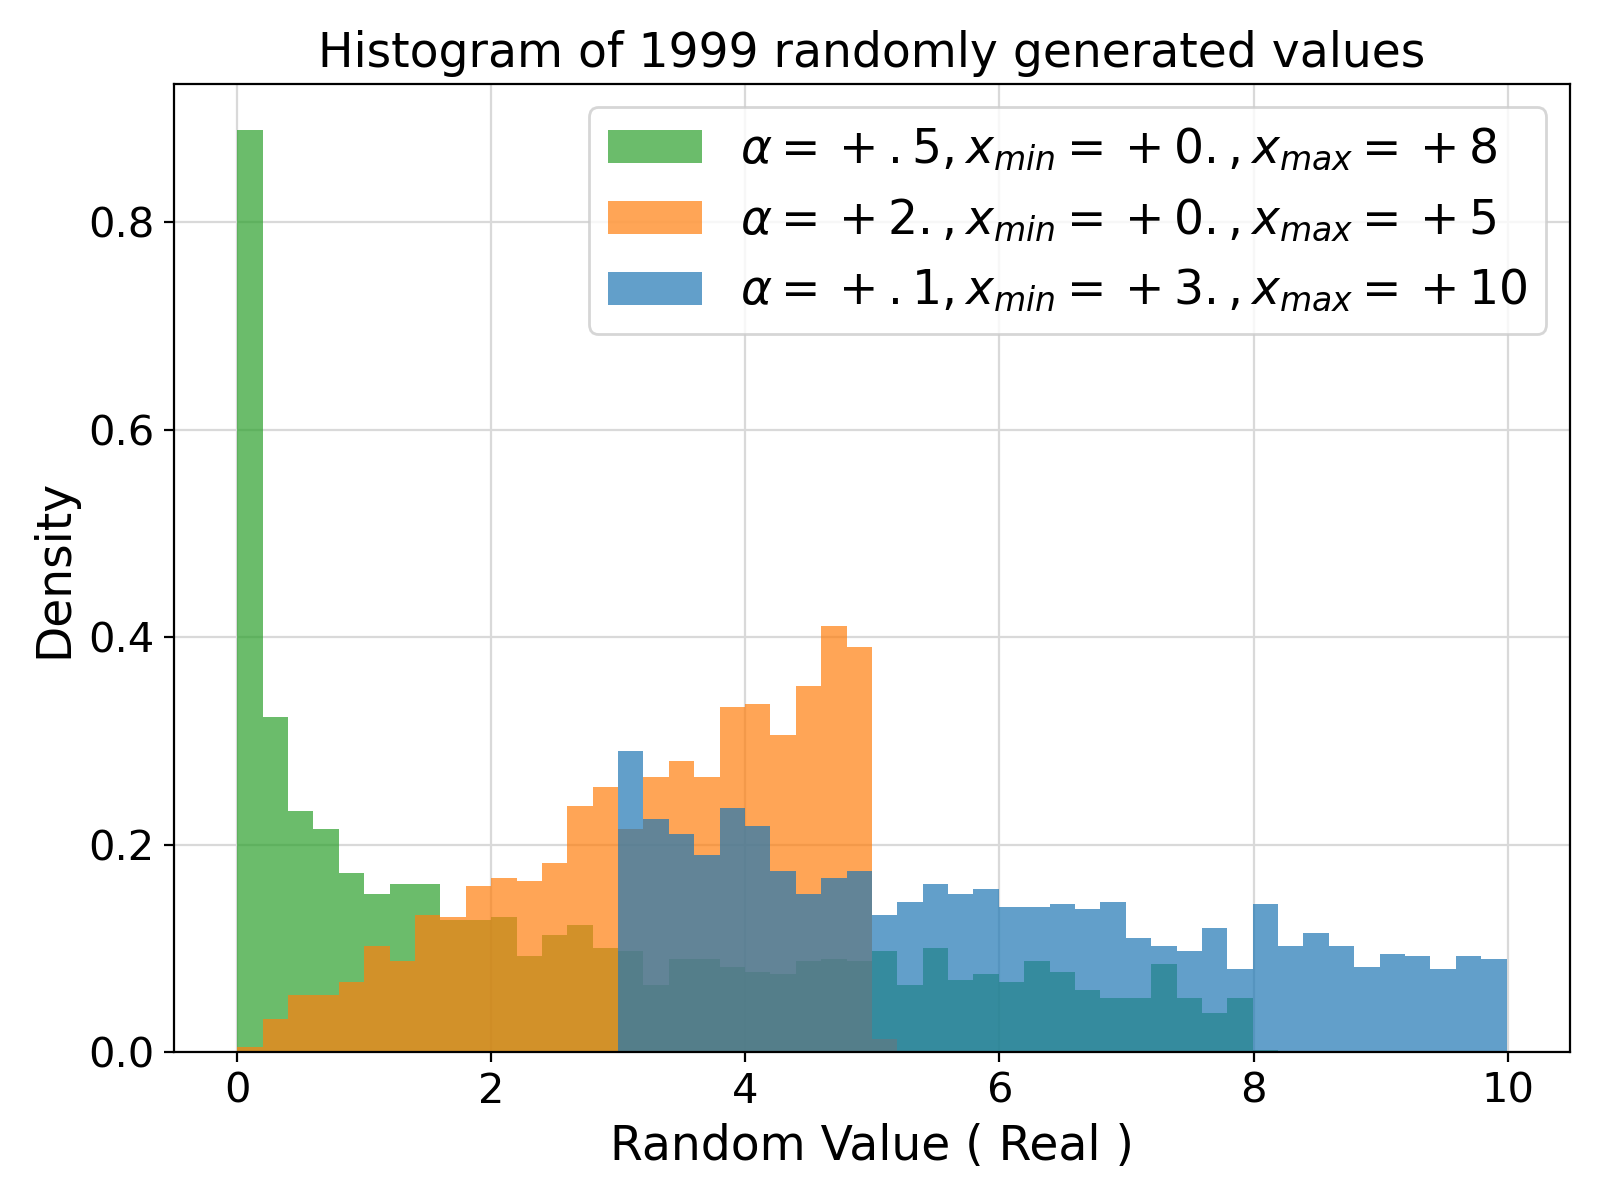 Histogram of 1999 randomly generated values
α = +.5, x_min = +0., x_max = +8
α = +2., x_min = +0., x_max = +5
α = +.1, x_min = +3., x_max = +10
Density
0.8
0.6
0.4
0.2
0.0
0 2 4 6 8 10
Random Value ( Real )